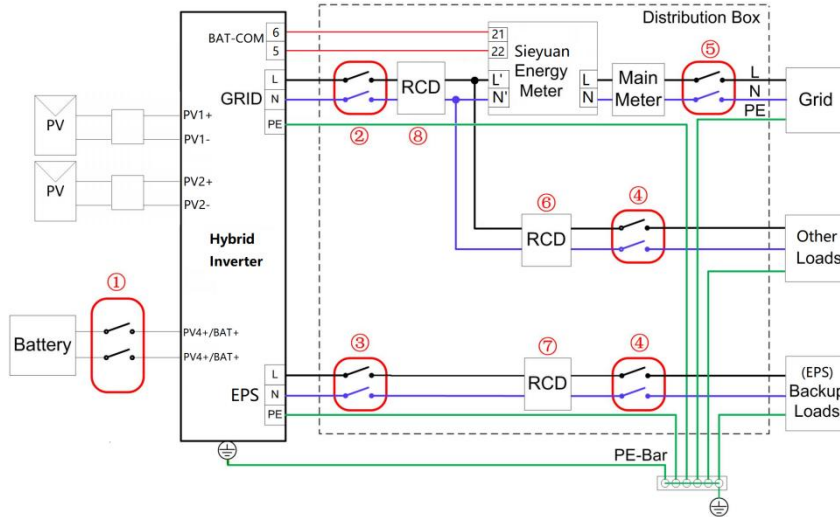 Distribution Box
BAT-COM
6
5
21
22
Sieyuan
Energy
Meter
⑤
L
N
PE
GRID
②
RCD
⑧
L'
N'
L
N
Main
Meter
L
N
PE
Grid
PV
PV1+
PV1-
PV
PV2+
PV2-
Hybrid
Inverter
⑥
RCD
④
Other
Loads
①
Battery
PV4+/BAT+
PV4+/BAT+
③
⑦
④
L
N
PE
EPS
RCD
(EPS)
Backup
Loads
PE-Bar